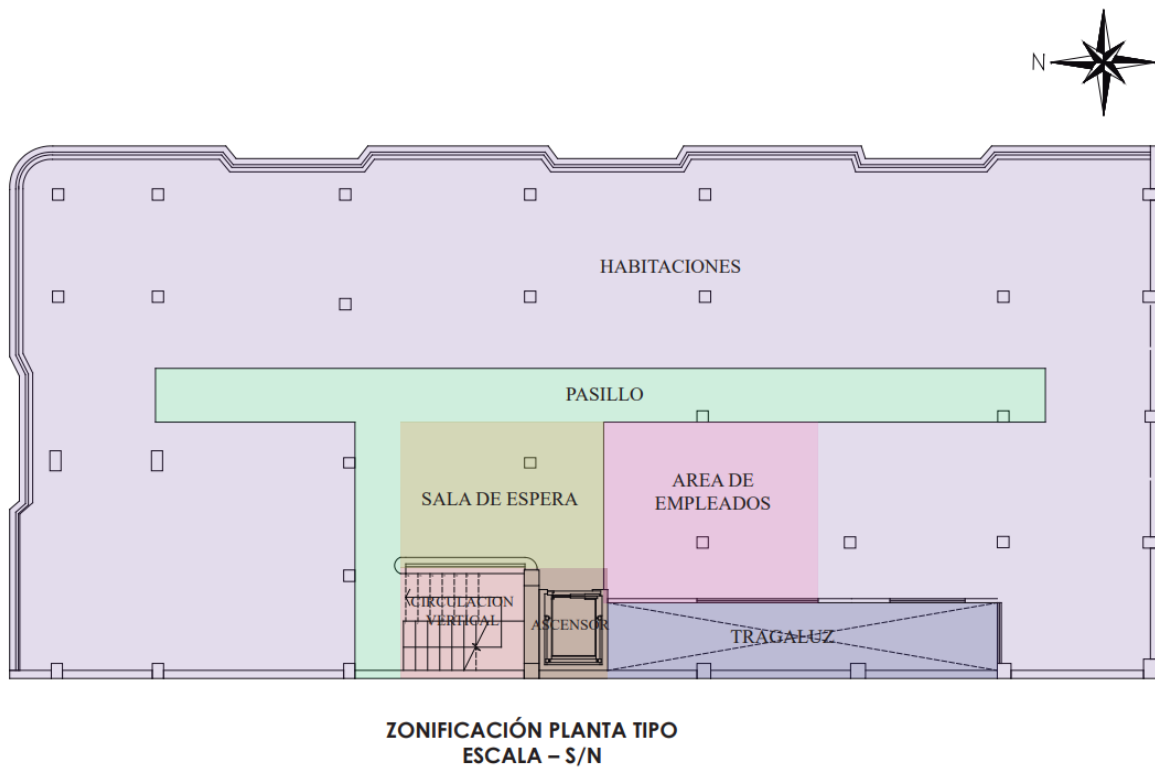 N
HABITACIONES
PASILLO
SALA DE ESPERA
AREA DE
EMPLEADOS
CIRCULACION
VERTICAL
ASCENSOR
TRAGALUZ
ZONIFICACIÓN PLANTA TIPO
ESCALA – S/N